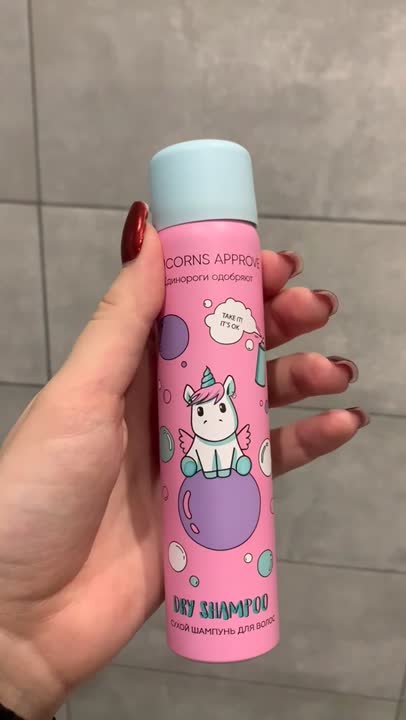 ICORNS APPROVE
Единороги одобряют
TAKE IT!
IT'S OK
DRY SHAMPOO
СУХОЙ ШАМПУНЬ ДЛЯ ВОЛОС